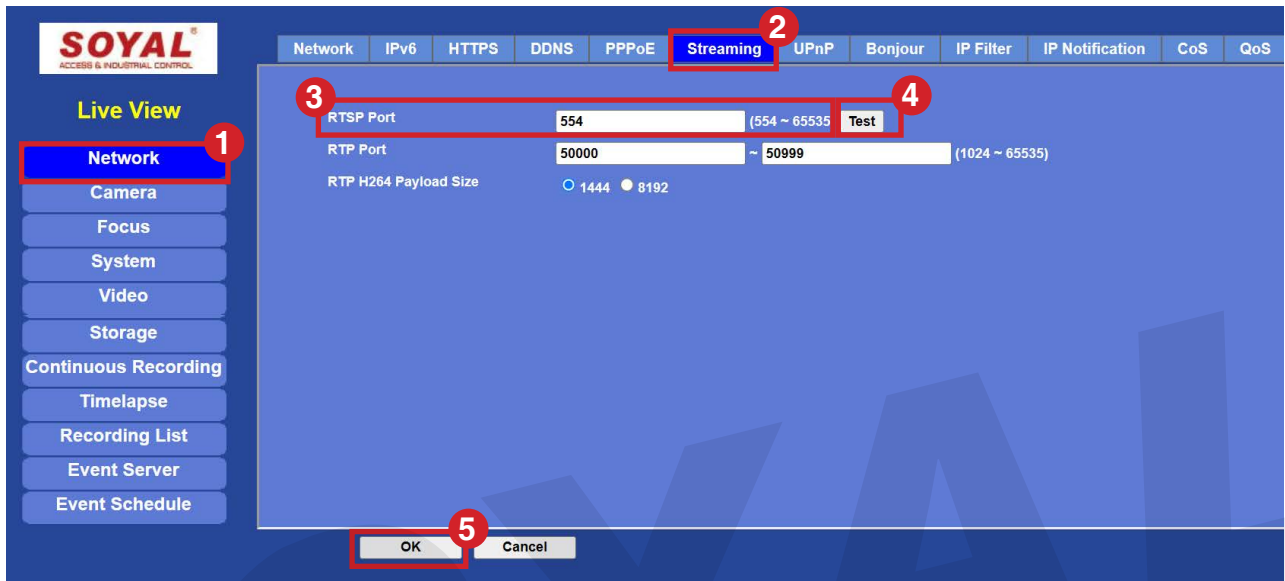 SOYAL®
ACCESS & INDUSTRIAL CONTROL
Live View
1
Network
Camera
Focus
System
Video
Storage
Continuous Recording
Timelapse
Recording List
Event Server
Event Schedule
2
Network IPv6 HTTPS DDNS PPPoE Streaming UPnP Bonjour IP Filter IP Notification CoS QoS
3 4
RTSP Port 554 (554 ~ 65535 Test
RTP Port 50000 ~ 50999 (1024 ~ 65535)
RTP H264 Payload Size 1444 8192
5
OK Cancel